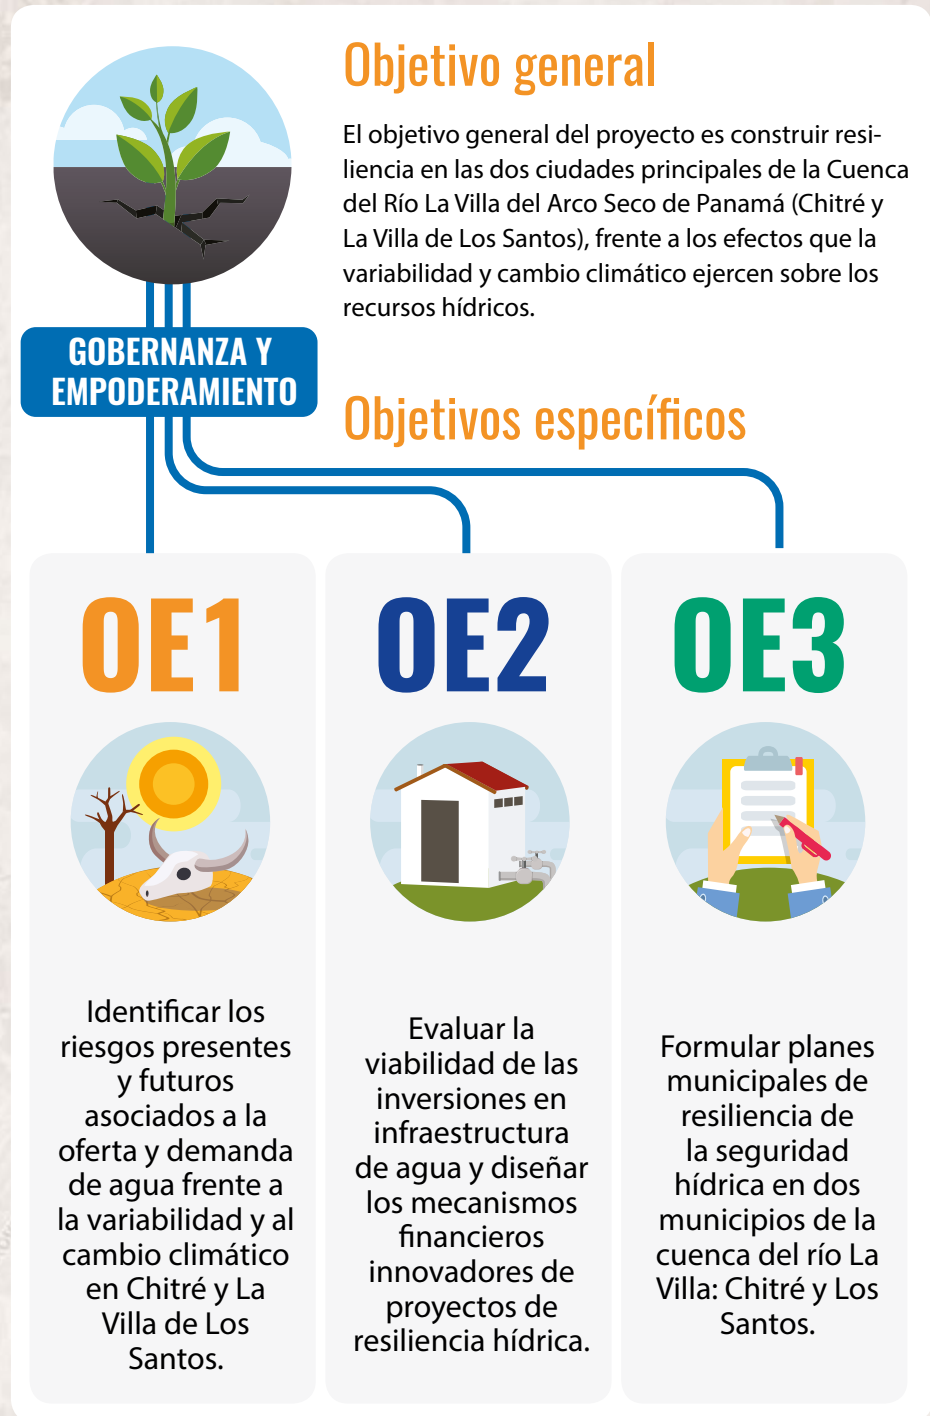 Objetivo general
El objetivo general del proyecto es construir resi-
liencia en las dos ciudades principales de la Cuenca
del Río La Villa del Arco Seco de Panamá (Chitré y
La Villa de Los Santos), frente a los efectos que la
variabilidad y cambio climático ejercen sobre los
recursos hídricos.
GOBERNANZA Y
EMPODERAMIENTO
Objetivos específicos
OE1
Identificar los
riesgos presentes
y futuros
asociados a la
oferta y demanda
de agua frente a
la variabilidad y al
cambio climático
en Chitré y La
Villa de Los
Santos.
OE2
Evaluar la
viabilidad de las
inversiones en
infraestructura
de agua y diseñar
los mecanismos
financieros
innovadores de
proyectos de
resiliencia hídrica.
OE3
Formular planes
municipales de
resiliencia de
la seguridad
hídrica en dos
municipios de la
cuenca del río La
Villa: Chitré y Los
Santos.